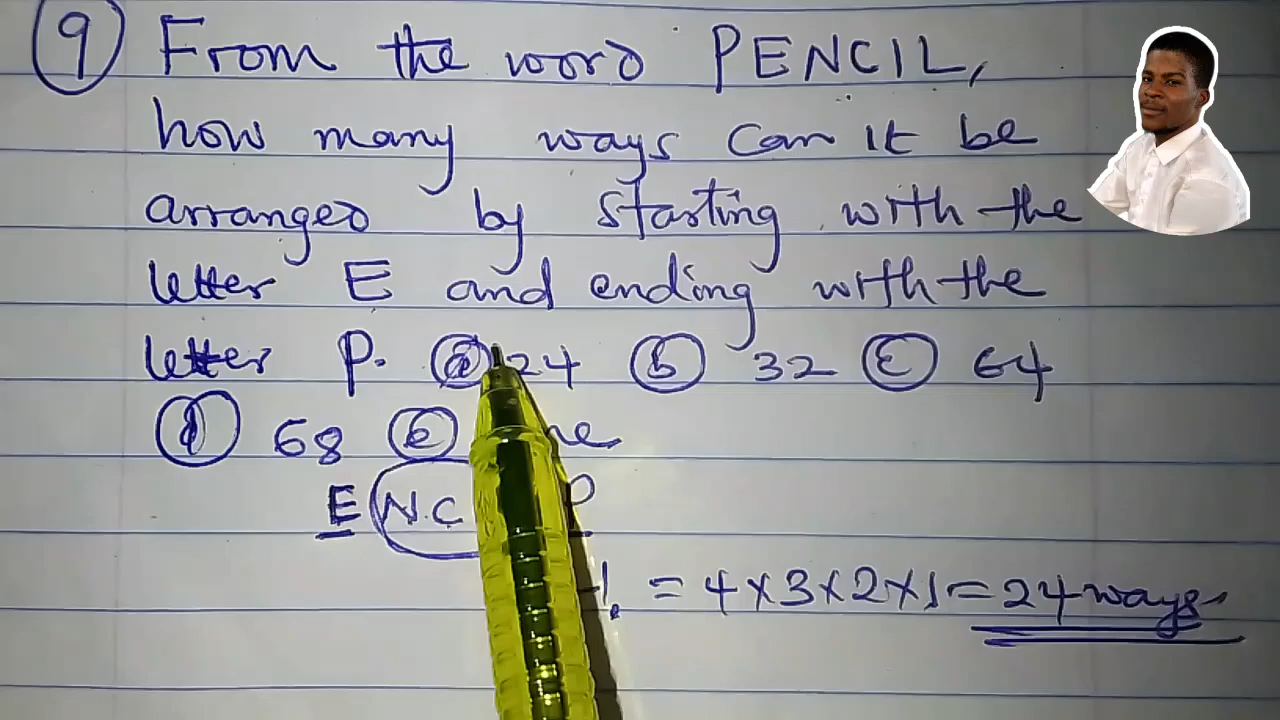 9 From the word PENCIL,
how many ways can it be
arranged by starting with the
letter E and ending with the
letter P. a 24 b 32 c 64
d 68 e
E N.C P
! = 4×3×2×1 = 24 ways